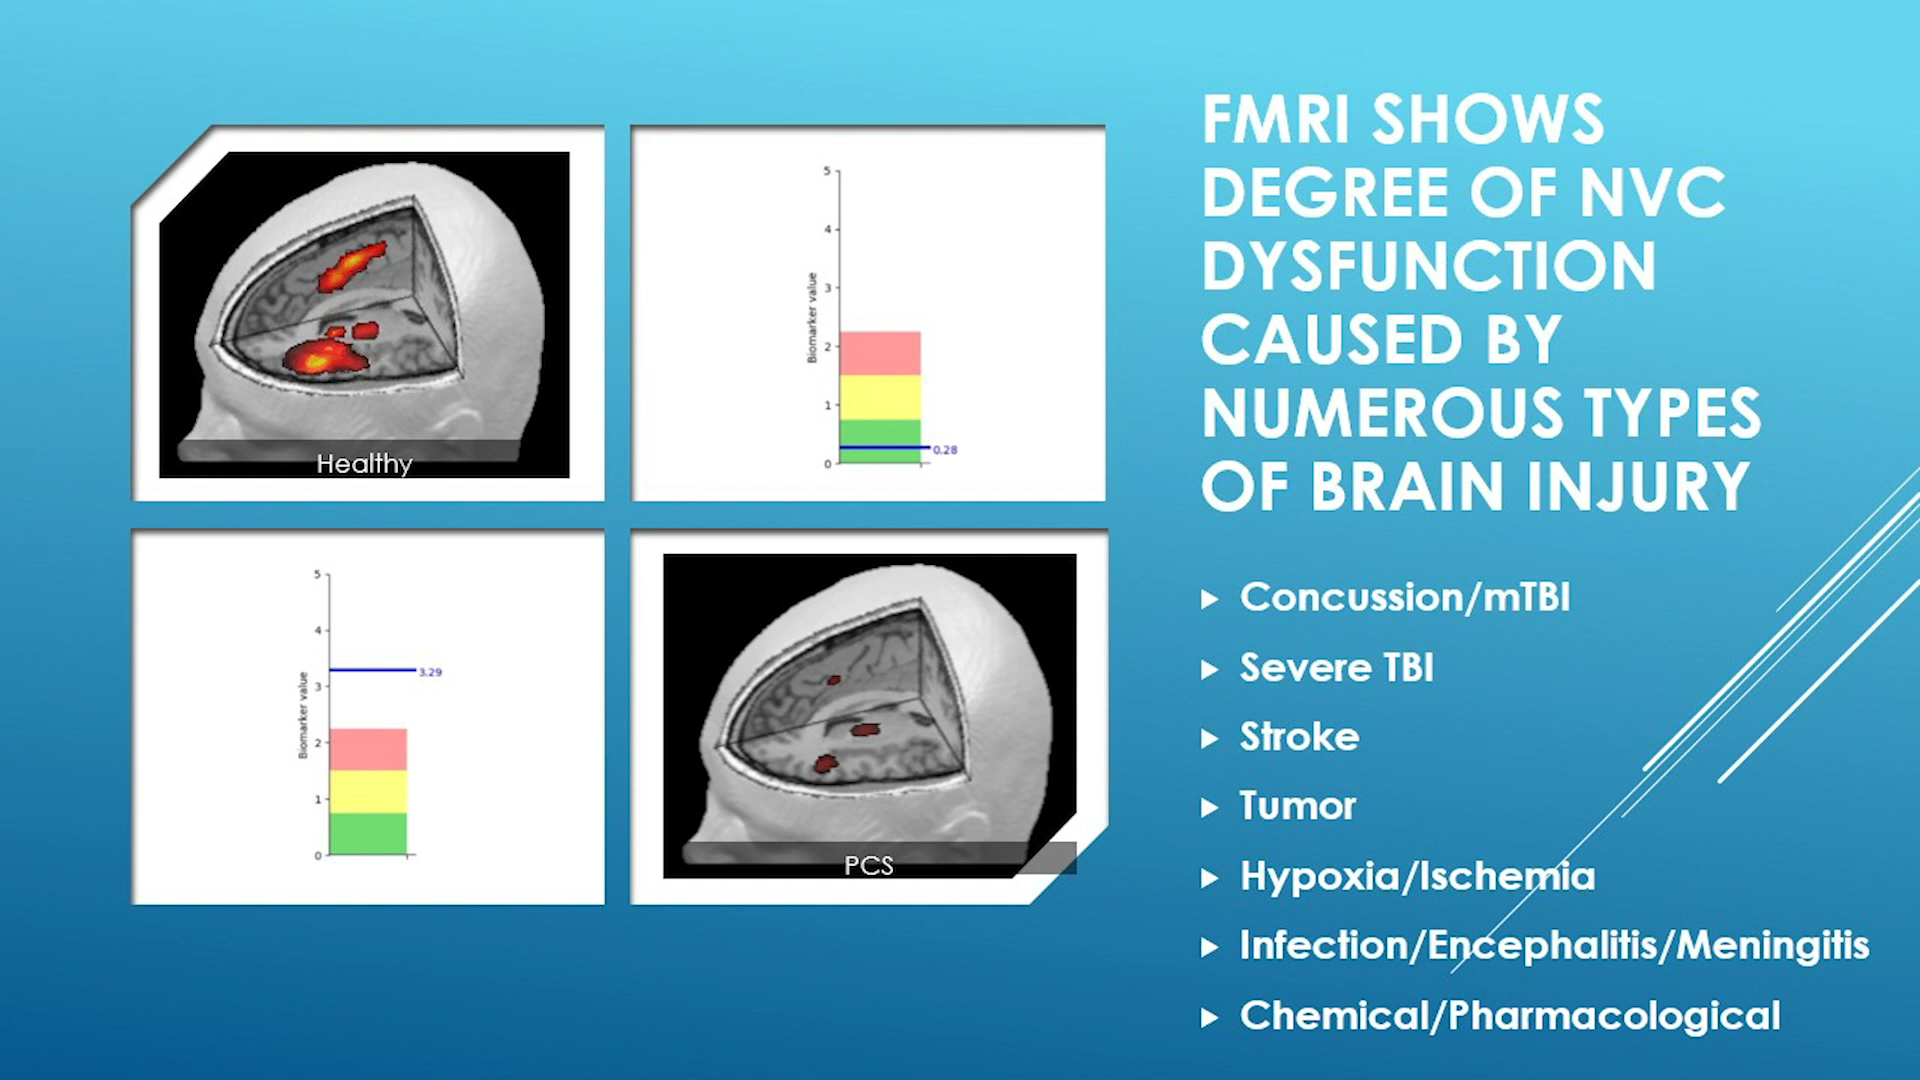 FMRI SHOWS
DEGREE OF NVC
DYSFUNCTION
CAUSED BY
NUMEROUS TYPES
OF BRAIN INJURY
Concussion/mTBI
Severe TBI
Stroke
Tumor
Hypoxia/Ischemia
Infection/Encephalitis/Meningitis
Chemical/Pharmacological
Healthy
5
4
3
2
1
0
Biomarker value
0.28
5
4
3
2
1
0
Biomarker value
3.29
PCS